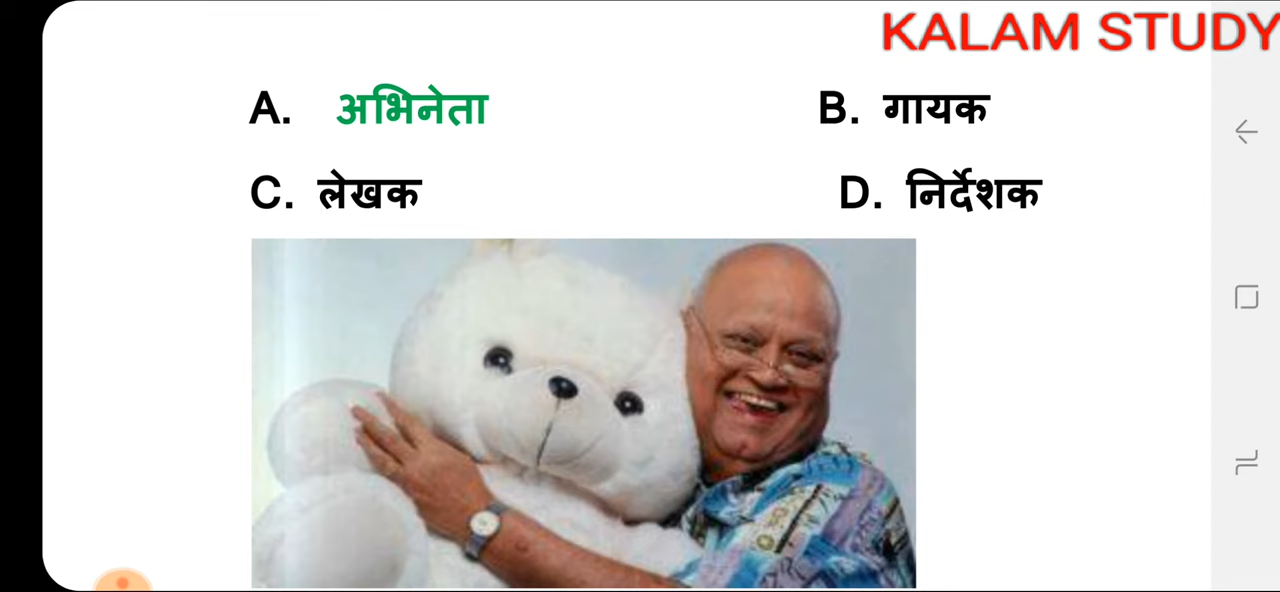 KALAM STUDY
A. अभिनेता B. गायक
C. लेखक D. निर्देशक